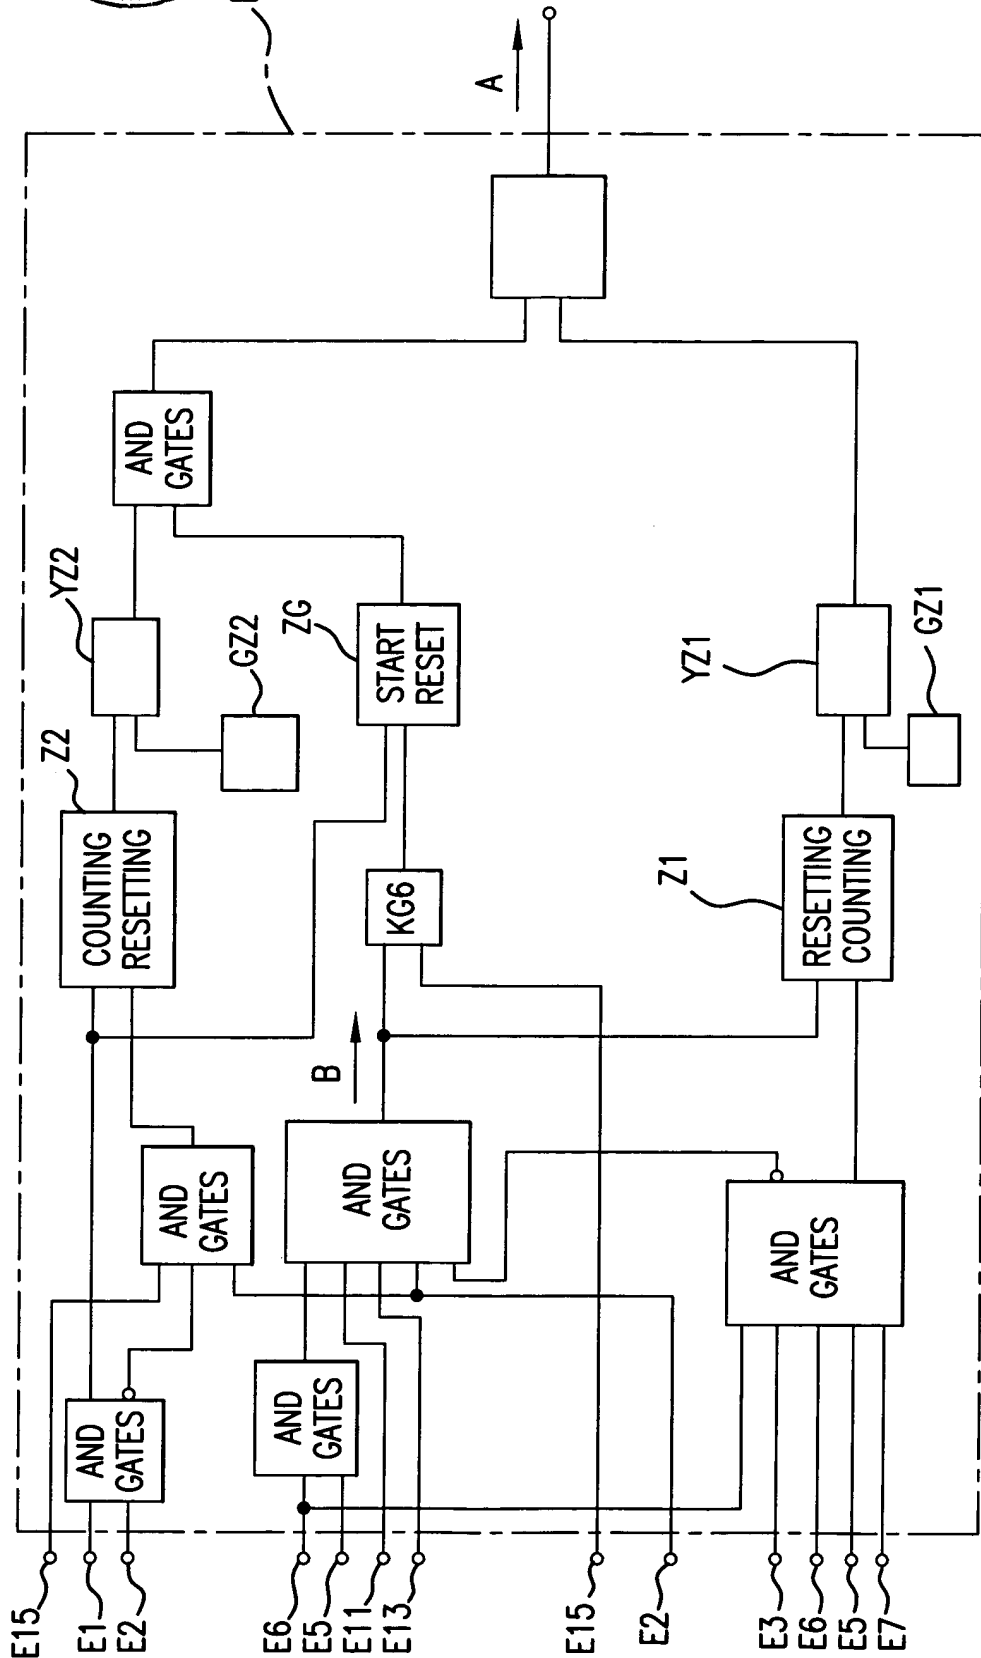 A
AND
GATES
YZ2
GZ2
ZG
START
RESET
YZ1
GZ1
Z2
COUNTING
RESETTING
KG6
Z1
RESETTING
COUNTING
B
AND
GATES
AND
GATES
AND
GATES
AND
GATES
AND
GATES
E15
E1
E2
E6
E5
E11
E13
E15
E2
E3
E6
E5
E7